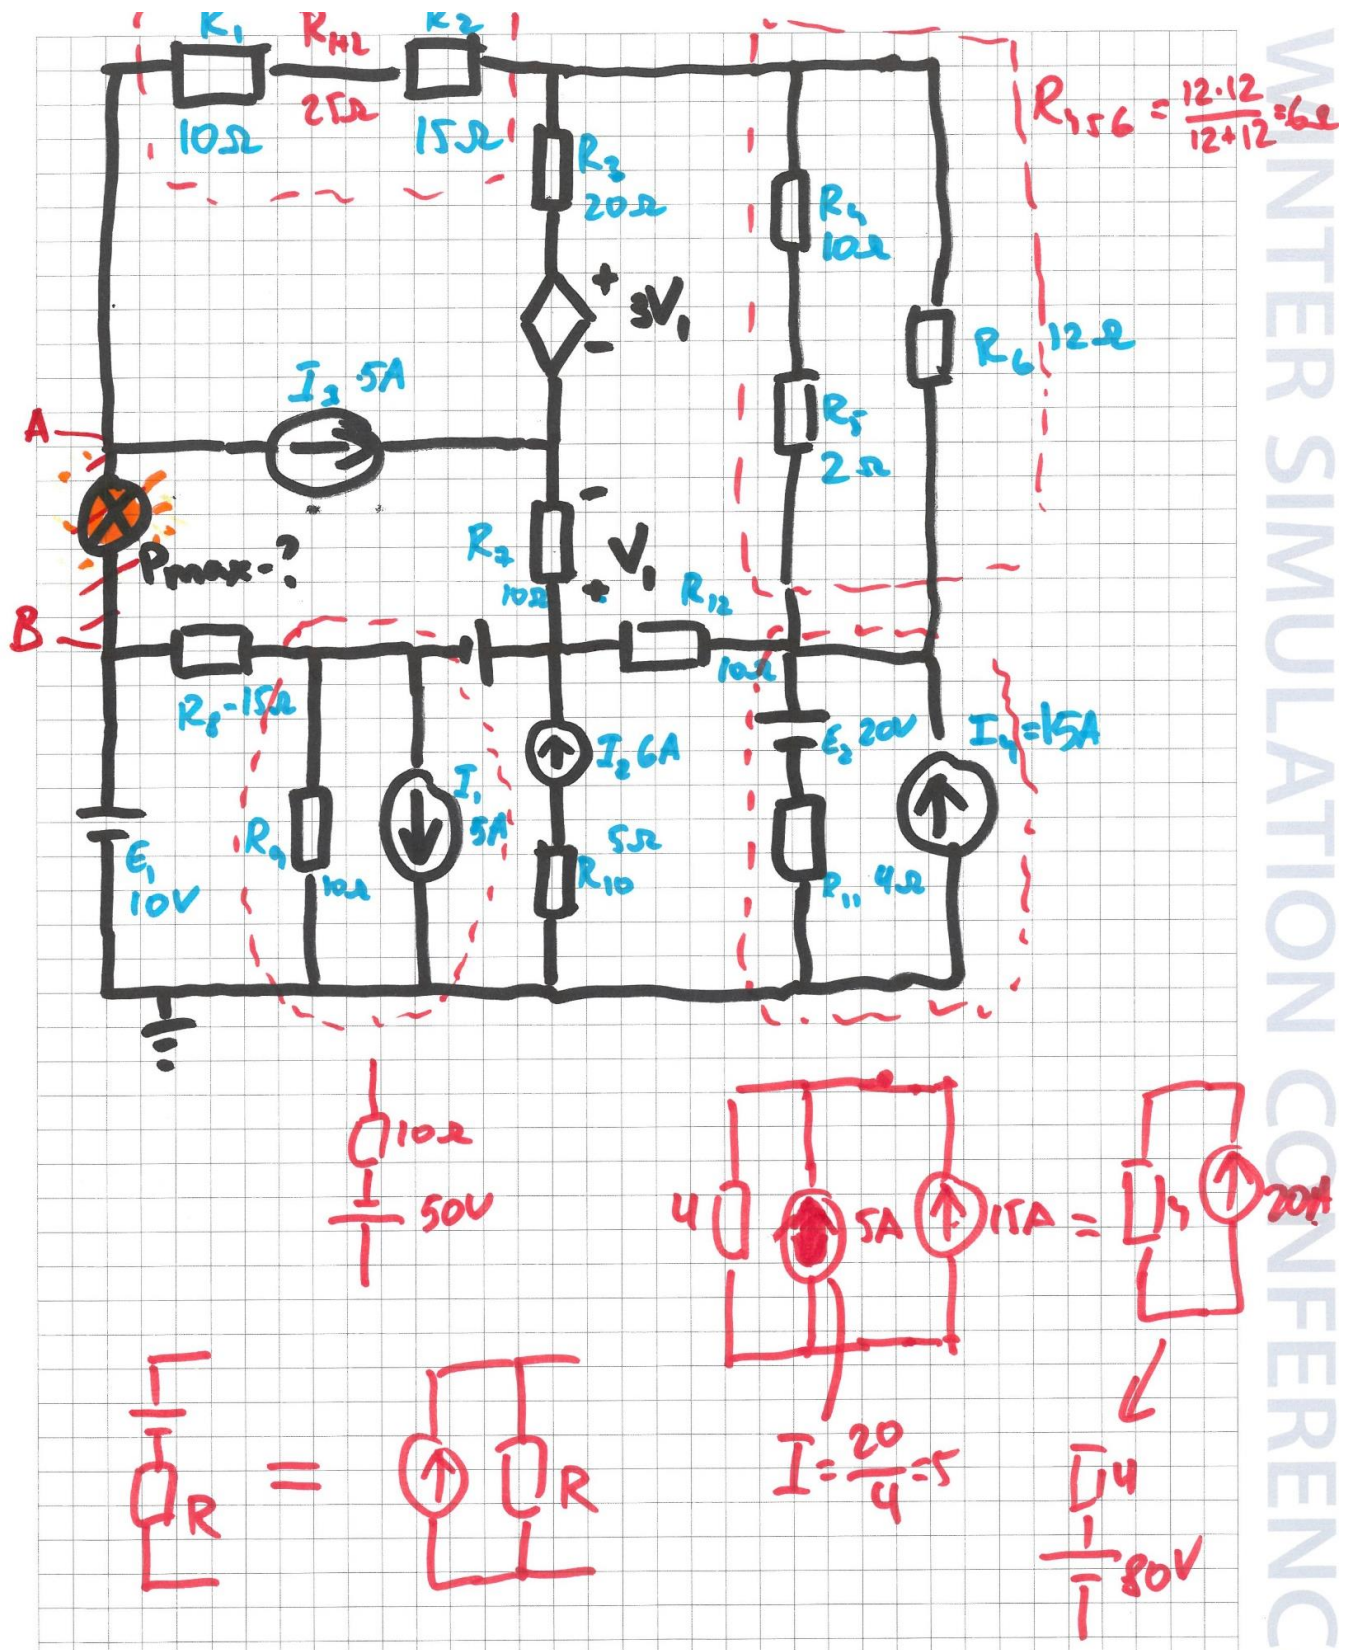 R1 R1+2 R2
10Ω 25Ω 15Ω
R456 = 12·12 / 12+12 = 6Ω
R3
20Ω
R4
10Ω
+
3V1
-
R6 12Ω
I3 5A
A
R5
2Ω
-
R7
V1
Pmax-?
10Ω
+
R12
B
10Ω
R8-15Ω
I2 6A
E2 20V
I4=15A
I1
5A
E1
10V
R9
10Ω
5Ω
R10
R11 4Ω
10Ω
50V
4
5A
15A
=
4
20A
I = 20/4 = 5
R
=
R
4
80V
WINTER SIMULATION CONFERENC